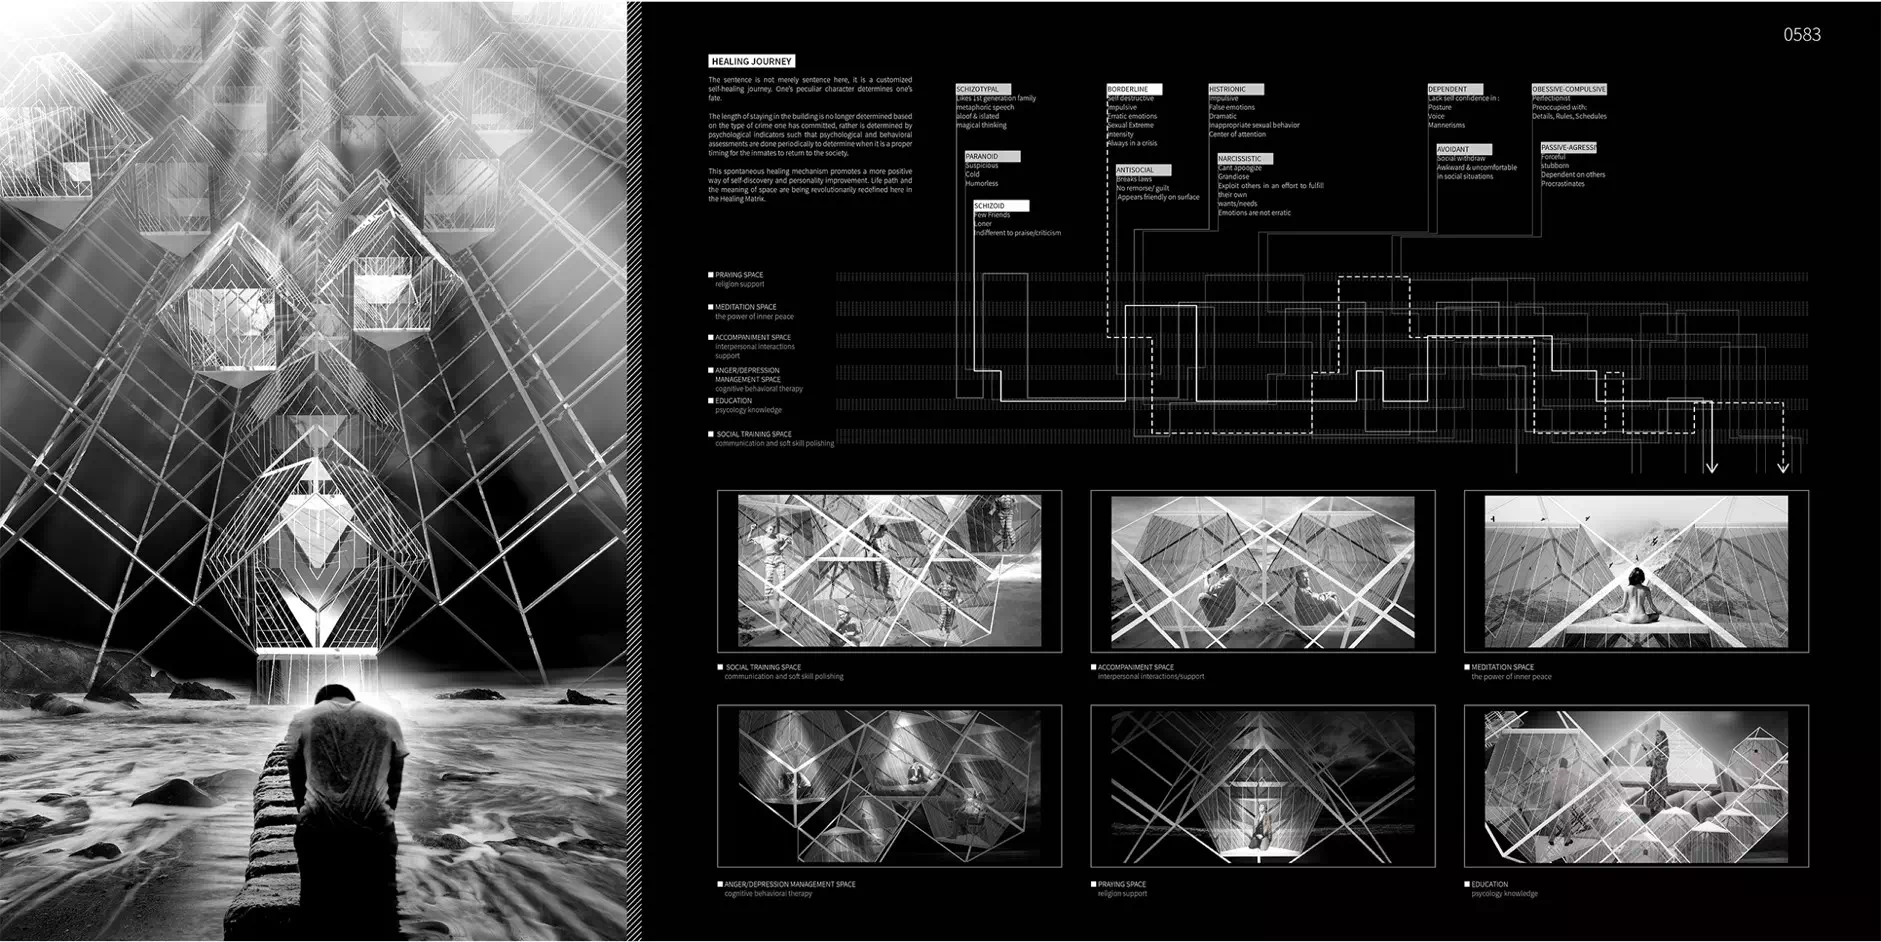 0583
HEALING JOURNEY
The sentence is not merely sentence here, it is a customized
self-healing journey. One's peculiar character determines one's
fate.
The length of staying in the building is no longer determined based
on the type of crime one has committed, rather is determined by
psychological indicators such that psychological and behavioral
assessments are done periodically to determine when it is a proper
timing for the inmates to return to the society.
This spontaneous healing mechanism promotes a more positive
way of self-discovery and personality improvement. Life path and
the meaning of space are being revolutionarily redefined here in
the Healing Matrix.
SCHIZOTYPAL
Likes 1st generation family
metaphoric speech
aloof & islated
magical thinking
PARANOID
Suspicious
Cold
Humorless
SCHIZOID
Few Friends
Loner
Indifferent to praise/criticism
BORDERLINE
Self destructive
Impulsive
Erratic emotions
Sexual Extreme
Intensity
Always in a crisis
ANTISOCIAL
Breaks laws
No remorse/ guilt
Appears friendly on surface
HISTRIONIC
Impulsive
False emotions
Dramatic
Inappropriate sexual behavior
Center of attention
NARCISSISTIC
Cant apoogize
Grandiose
Exploit others in an effort to fulfill
their own
wants/needs
Emotions are not erratic
DEPENDENT
Lack self confidence in :
Posture
Voice
Mannerisms
AVOIDANT
Social withdraw
Awkward & uncomfortable
in social situations
OBESSIVE-COMPULSIVE
Perfectionist
Preoccupied with:
Details, Rules, Schedules
PASSIVE-AGRESSI
Forceful
stubborn
Dependent on others
Procrastinates
PRAYING SPACE
religion support
MEDITATION SPACE
the power of inner peace
ACCOMPANIMENT SPACE
interpersonal interactions
support
ANGER/DEPRESSION
MANAGEMENT SPACE
cognitive behavioral therapy
EDUCATION
psycology knowledge
SOCIAL TRAINING SPACE
communication and soft skill polishing
SOCIAL TRAINING SPACE
communication and soft skill polishing
ACCOMPANIMENT SPACE
interpersonal interactions/support
MEDITATION SPACE
the power of inner peace
ANGER/DEPRESSION MANAGEMENT SPACE
cognitive behavioral therapy
PRAYING SPACE
religion support
EDUCATION
psycology knowledge